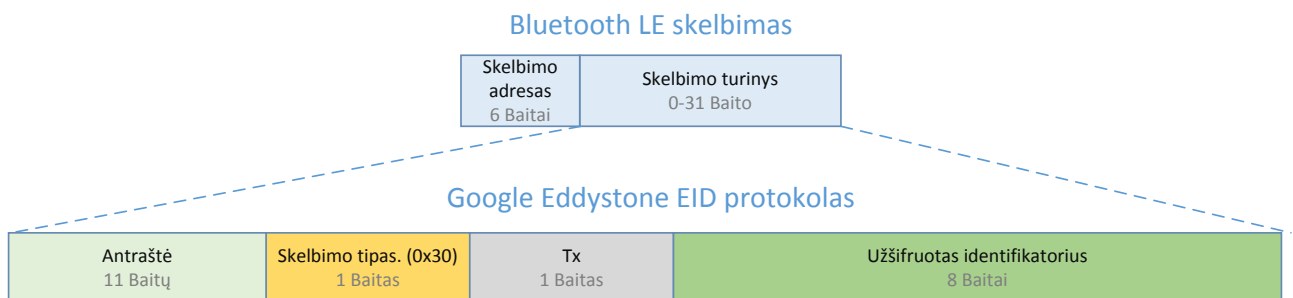 Bluetooth LE skelbimas
Skelbimo
adresas
6 Baitai
Skelbimo turinys
0-31 Baito
Google Eddystone EID protokolas
Antraštė
11 Baitų
Skelbimo tipas. (0x30)
1 Baitas
Tx
1 Baitas
Užšifruotas identifikatorius
8 Baitai